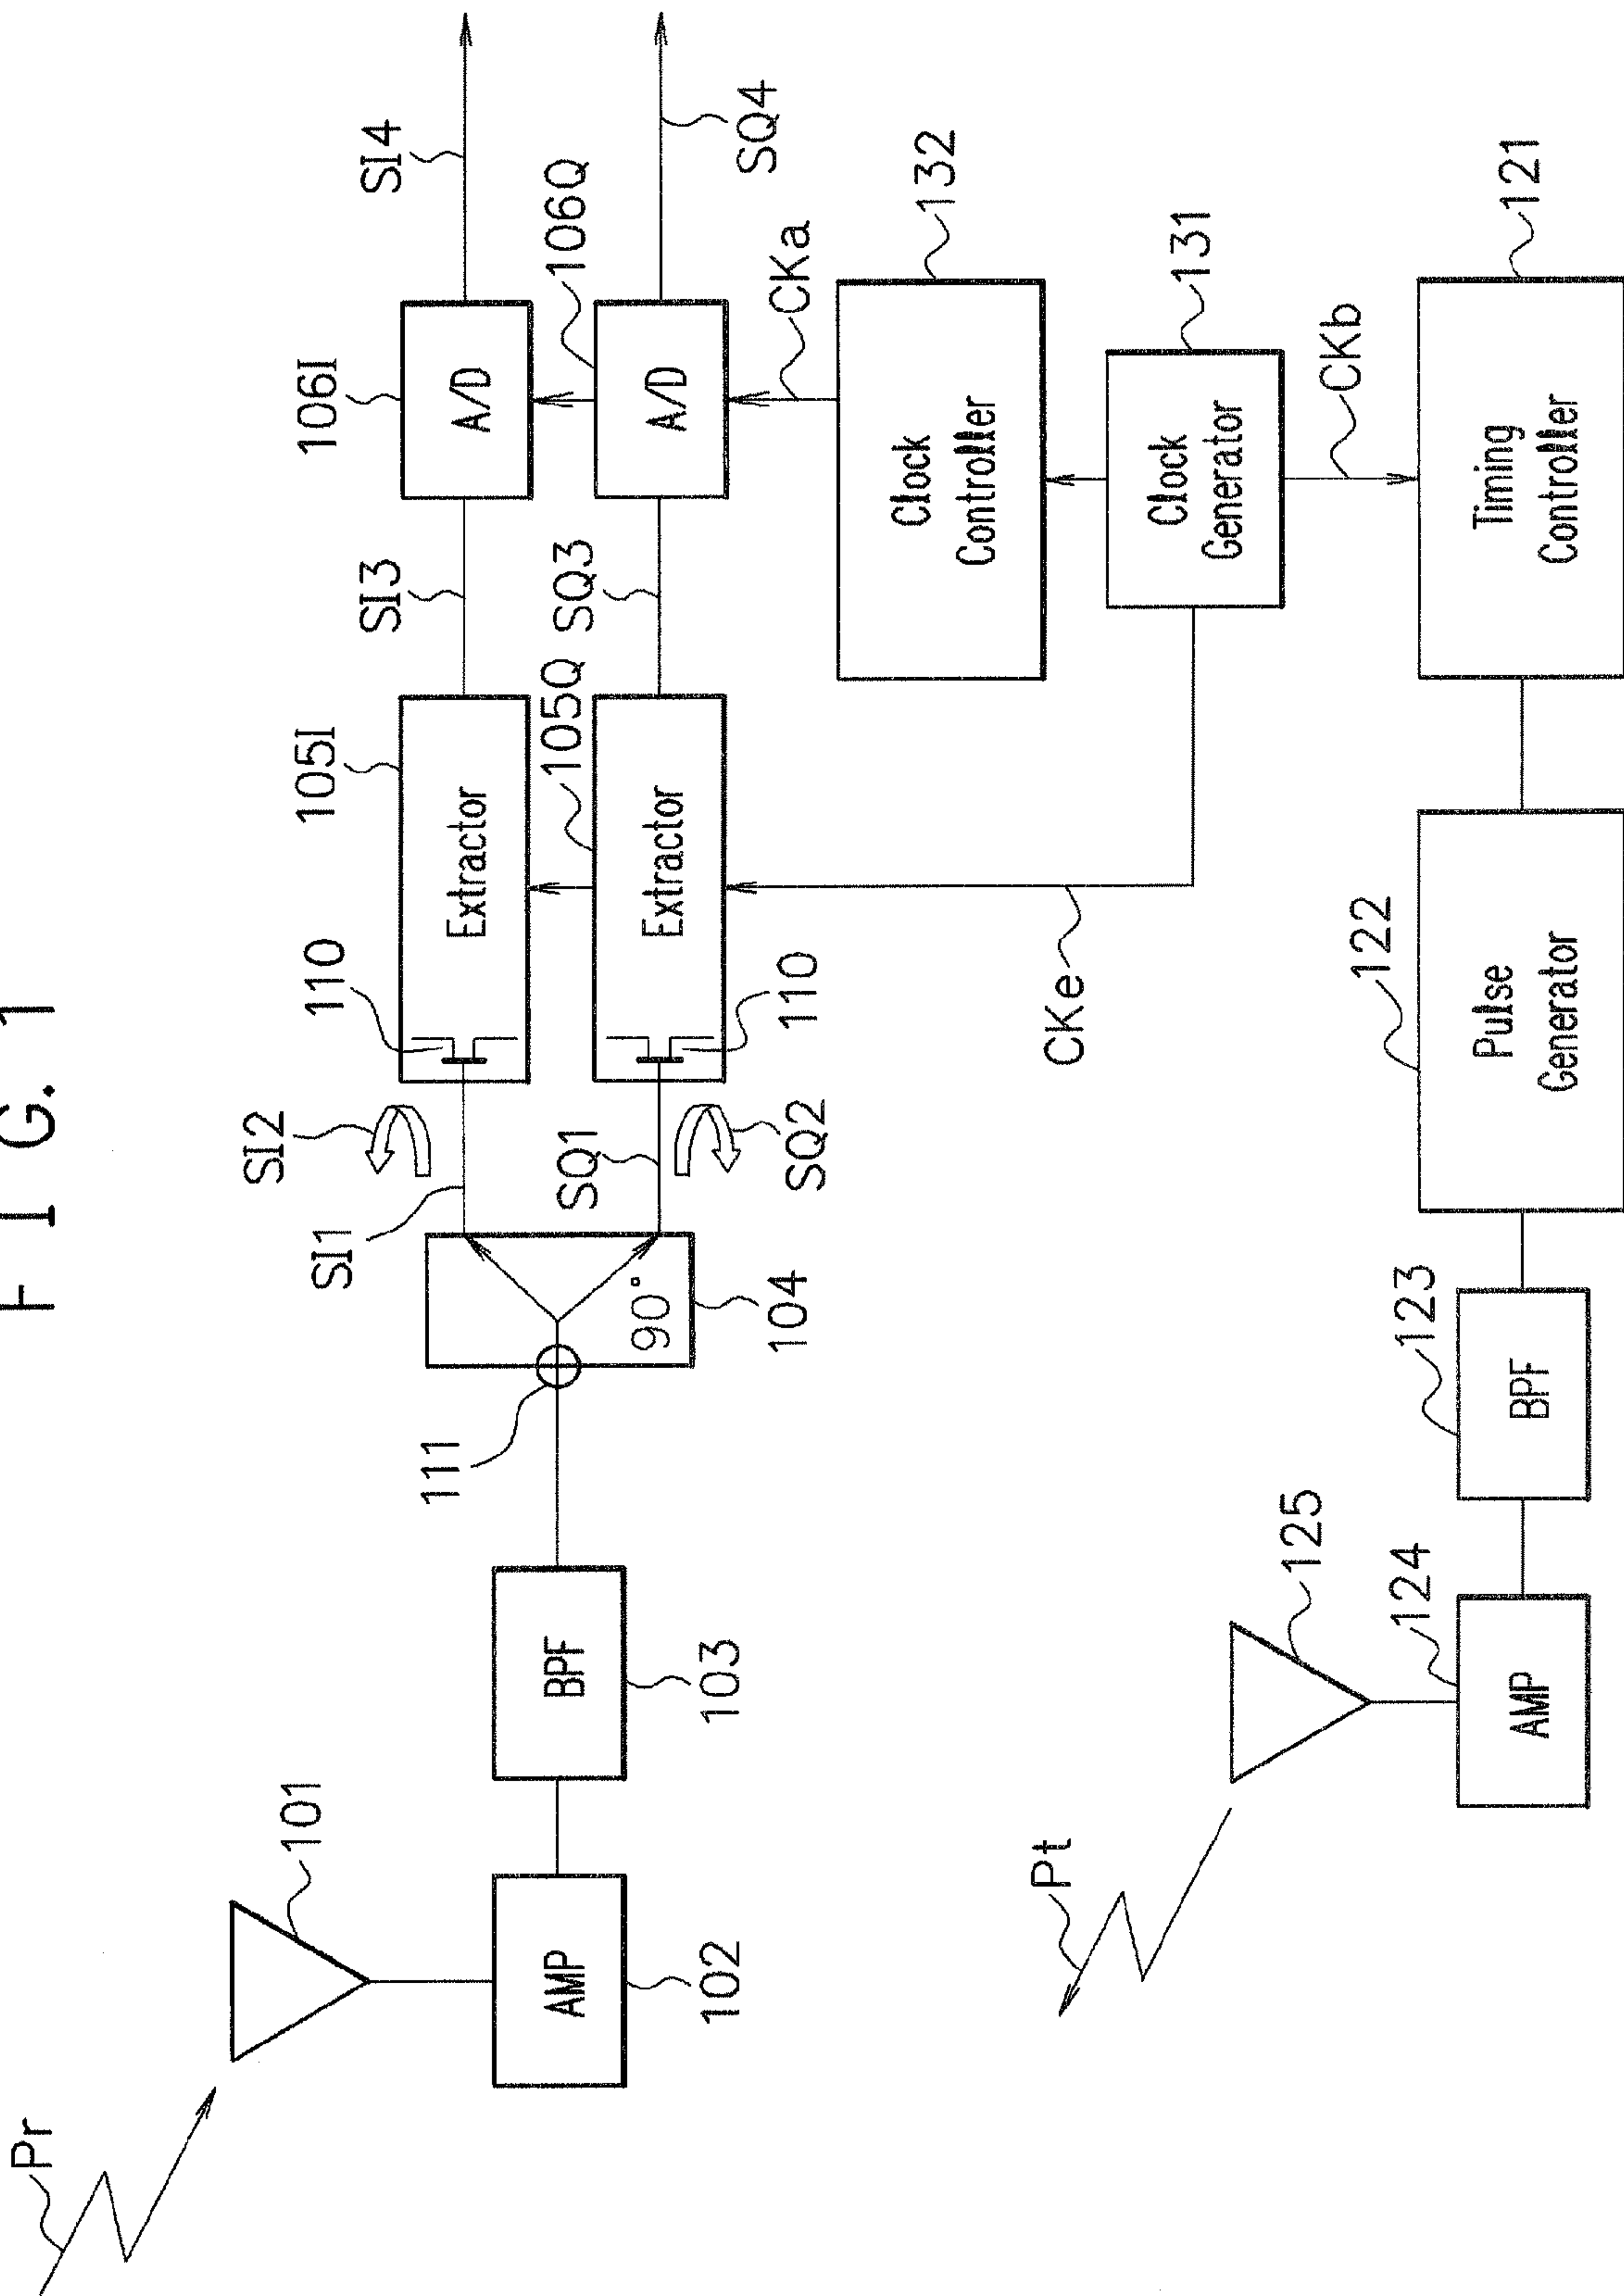 F I G. 1
Pr
101
AMP
102
BPF
103
111
90°
104
SI1
SI2
SQ1
SQ2
110
Extractor
105I
110
Extractor
105Q
SI3
SQ3
106I
A/D
106Q
A/D
SI4
SQ4
CKa
Clock
Controller
132
Clock
Generator
131
CKe
CKb
Timing
Controller
121
Pulse
Generator
122
BPF
123
AMP
124
125
Pt